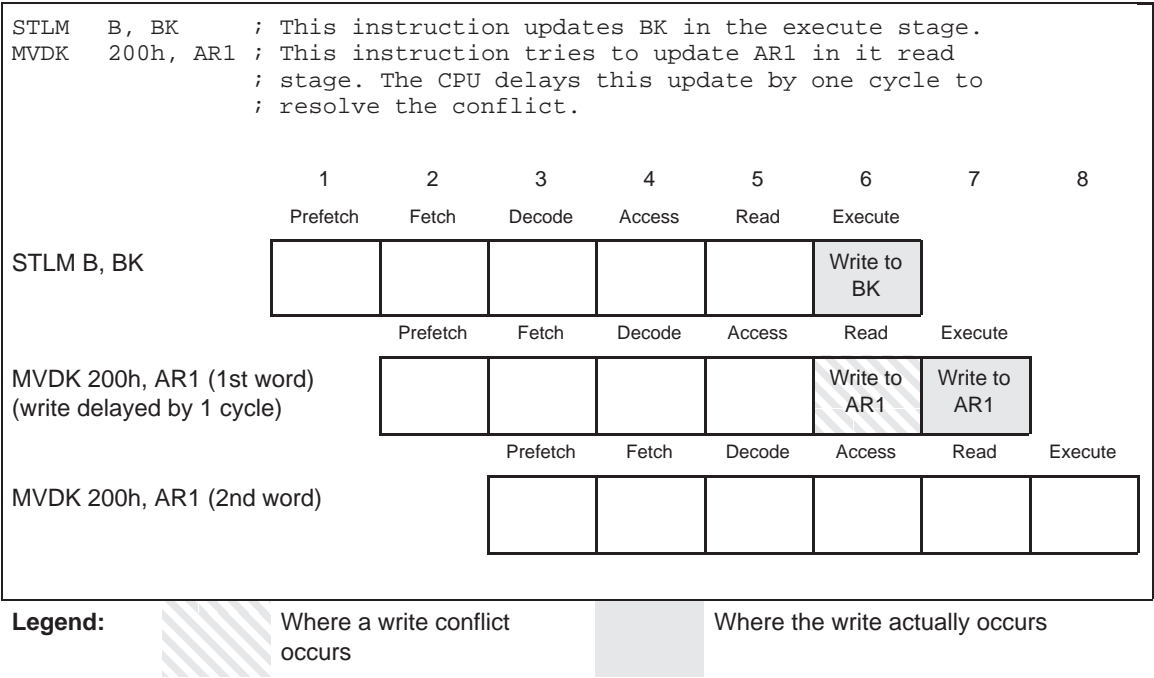 STLM B, BK ; This instruction updates BK in the execute stage.
MVDK 200h, AR1 ; This instruction tries to update AR1 in it read
; stage. The CPU delays this update by one cycle to
; resolve the conflict.
1 2 3 4 5 6 7 8
Prefetch Fetch Decode Access Read Execute
STLM B, BK
Write to
BK
Prefetch Fetch Decode Access Read Execute
MVDK 200h, AR1 (1st word)
(write delayed by 1 cycle)
Write to
AR1
Write to
AR1
Prefetch Fetch Decode Access Read Execute
MVDK 200h, AR1 (2nd word)
Legend:
Where a write conflict
occurs
Where the write actually occurs